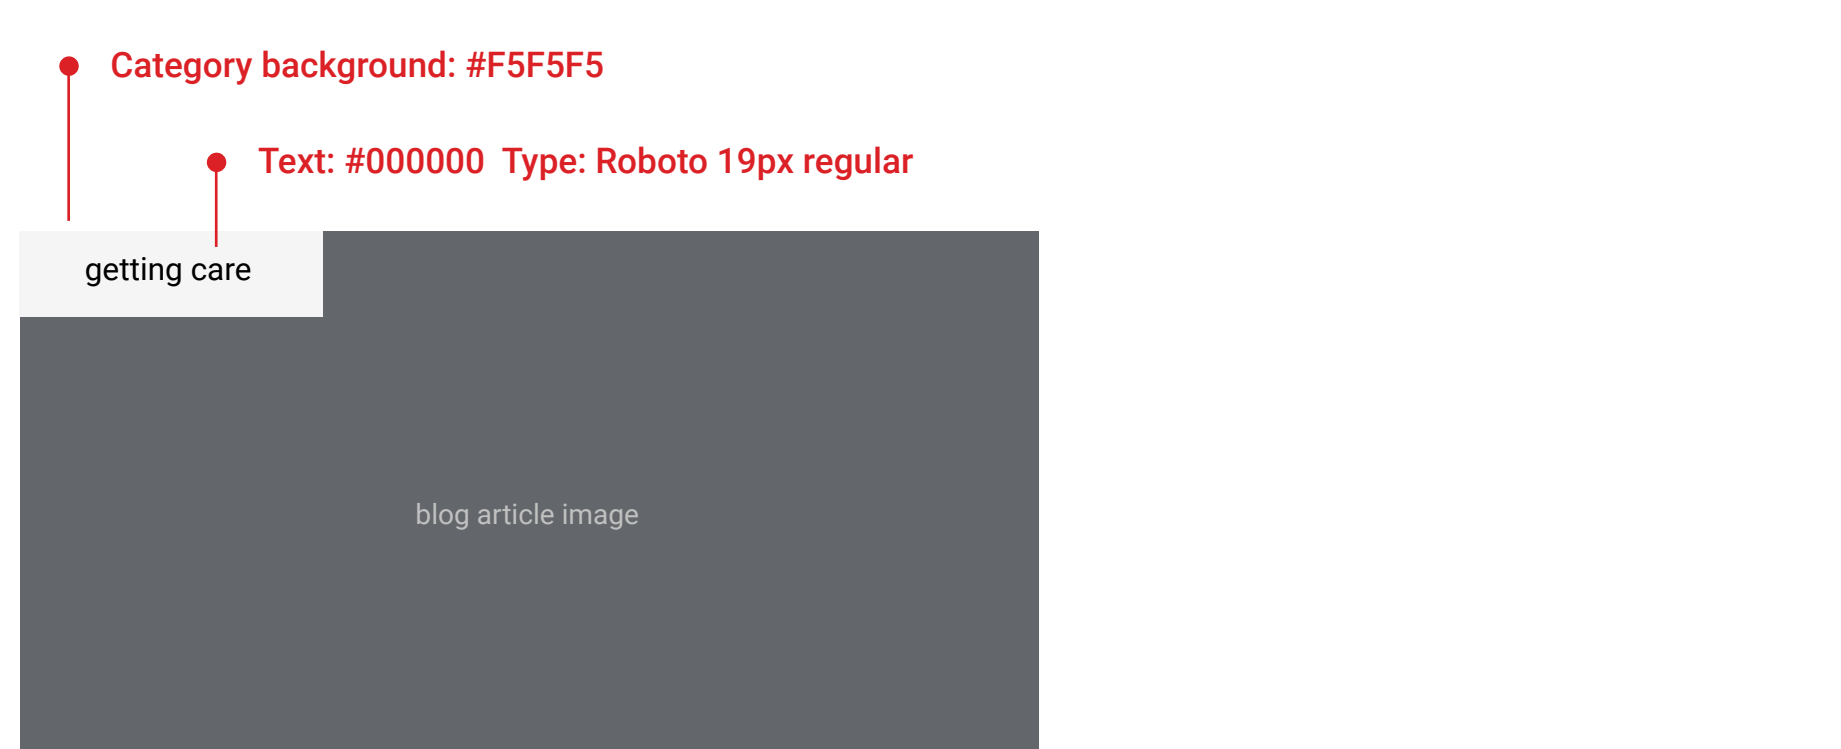 Category background: #F5F5F5
Text: #000000  Type: Roboto 19px regular
getting care
blog article image